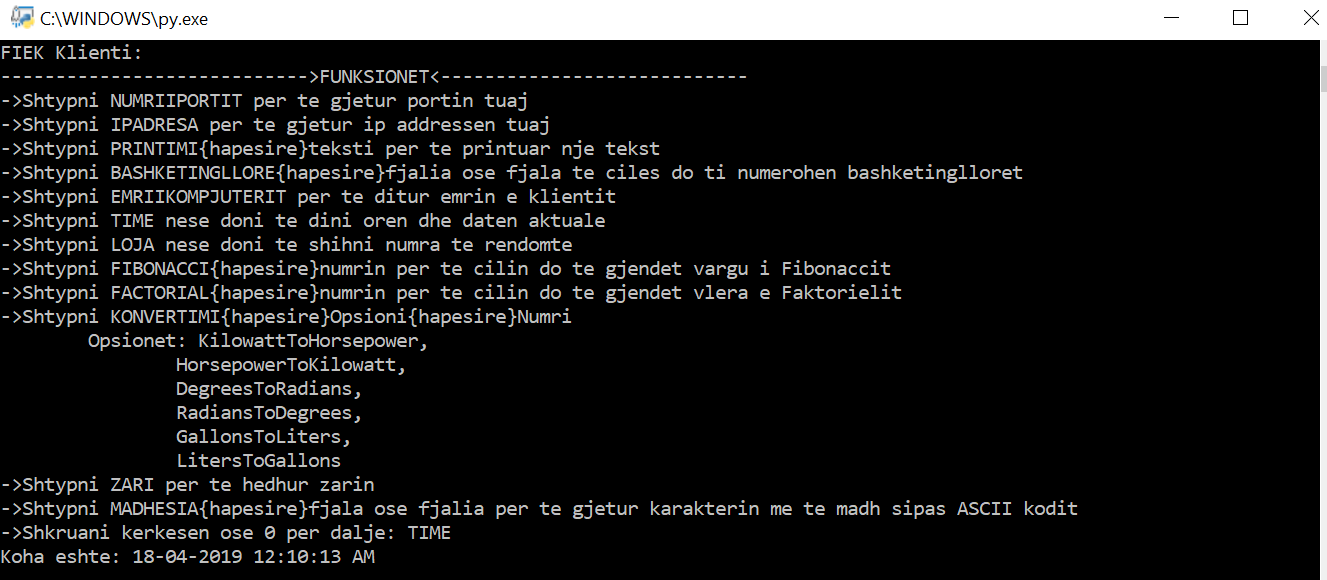 C:\WINDOWS\py.exe
FIEK Klienti:
---------------------------->FUNKSIONET<----------------------------
->Shtypni NUMRIIPORTIT per te gjetur portin tuaj
->Shtypni IPADRESA per te gjetur ip addressen tuaj
->Shtypni PRINTIMI{hapesire}teksti per te printuar nje tekst
->Shtypni BASHKETINGLLORE{hapesire}fjalia ose fjala te ciles do ti numerohen bashketinglloret
->Shtypni EMRIIKOMPJUTERIT per te ditur emrin e klientit
->Shtypni TIME nese doni te dini oren dhe daten aktuale
->Shtypni LOJA nese doni te shihni numra te rendomte
->Shtypni FIBONACCI{hapesire}numrin per te cilin do te gjendet vargu i Fibonaccit
->Shtypni FACTORIAL{hapesire}numrin per te cilin do te gjendet vlera e Faktorielit
->Shtypni KONVERTIMI{hapesire}Opsioni{hapesire}Numri
        Opsionet: KilowattToHorsepower,
                HorsepowerToKilowatt,
                DegreesToRadians,
                RadiansToDegrees,
                GallonsToLiters,
                LitersToGallons
->Shtypni ZARI per te hedhur zarin
->Shtypni MADHESIA{hapesire}fjala ose fjalia per te gjetur karakterin me te madh sipas ASCII kodit
->Shkruani kerkesen ose 0 per dalje: TIME
Koha eshte: 18-04-2019 12:10:13 AM